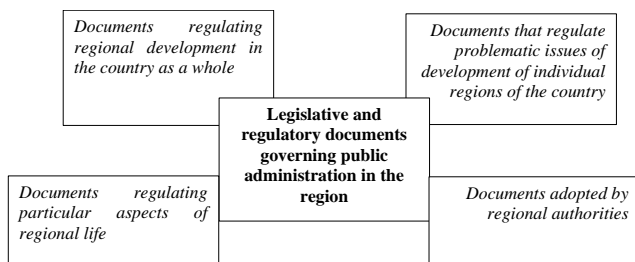 Documents regulating
regional development in
the country as a whole
Documents that regulate
problematic issues of
development of individual
regions of the country
Legislative and
regulatory documents
governing public
administration in the
region
Documents regulating
particular aspects of
regional life
Documents adopted by
regional authorities